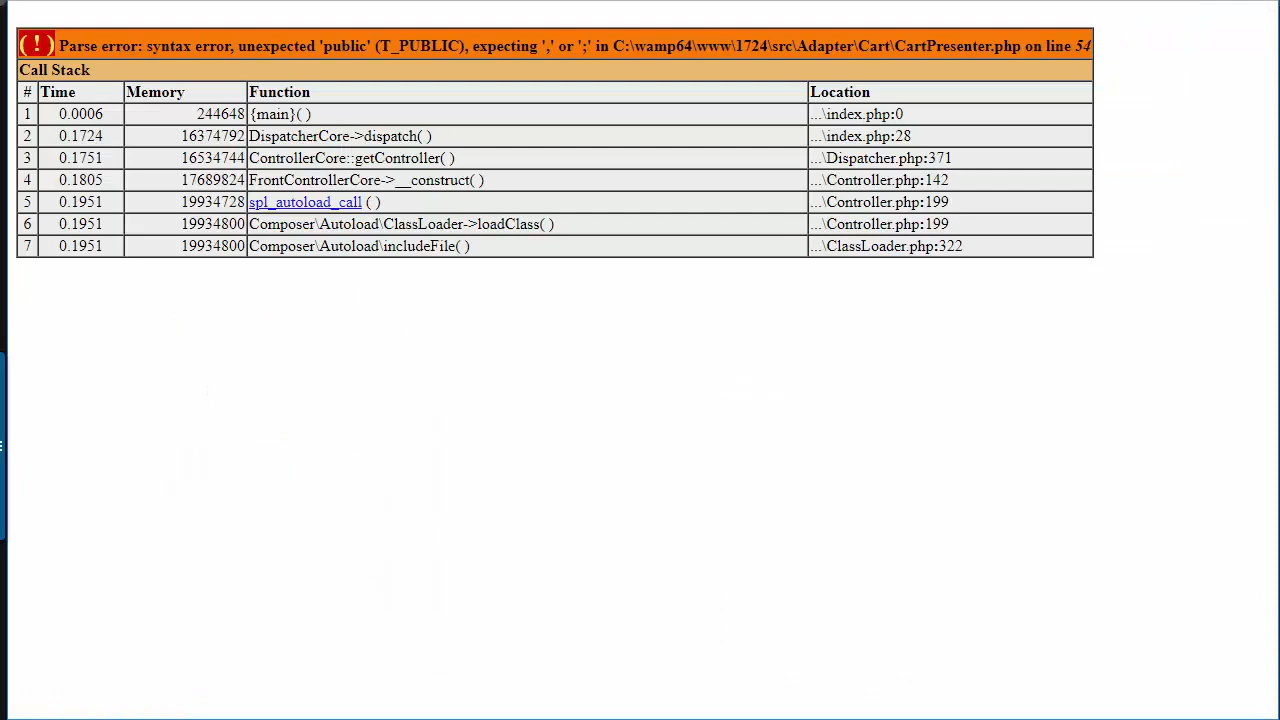 ( ! ) Parse error: syntax error, unexpected 'public' (T_PUBLIC), expecting ',' or ';' in C:\wamp64\www\1724\src\Adapter\Cart\CartPresenter.php on line 54
Call Stack
# Time Memory Function Location
1 0.0006 244648 {main}( ) ...\index.php:0
2 0.1724 16374792 DispatcherCore->dispatch( ) ...\index.php:28
3 0.1751 16534744 ControllerCore::getController( ) ...\Dispatcher.php:371
4 0.1805 17689824 FrontControllerCore->__construct( ) ...\Controller.php:142
5 0.1951 19934728 spl_autoload_call ( ) ...\Controller.php:199
6 0.1951 19934800 Composer\Autoload\ClassLoader->loadClass( ) ...\Controller.php:199
7 0.1951 19934800 Composer\Autoload\includeFile( ) ...\ClassLoader.php:322